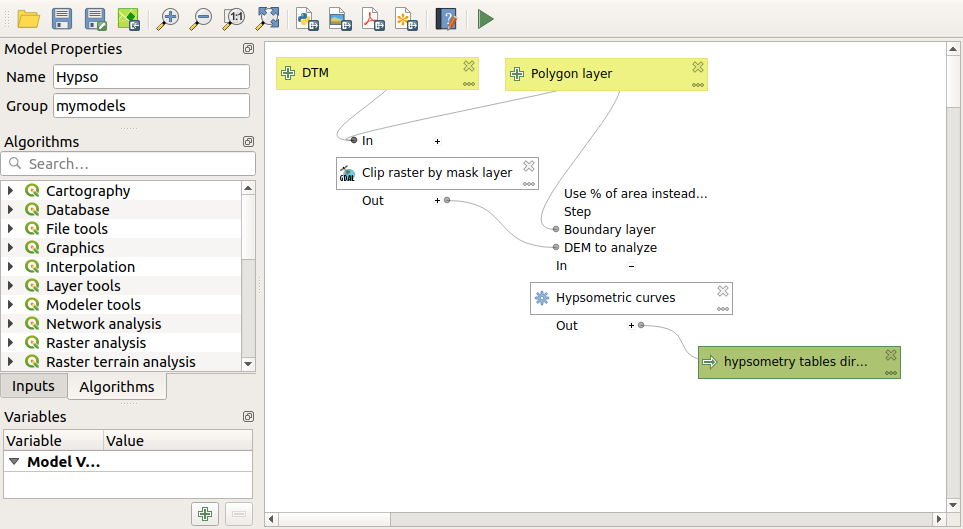 1:1
Model Properties
Name Hypso
Group mymodels
Algorithms
Search...
Cartography
Database
File tools
Graphics
Interpolation
Layer tools
Modeler tools
Network analysis
Raster analysis
Raster terrain analysis
Inputs Algorithms
Variables
Variable Value
Model V...
DTM
Polygon layer
In +
GDAL Clip raster by mask layer
Out +
Use % of area instead...
Step
Boundary layer
DEM to analyze
In -
Hypsometric curves
Out +
hypsometry tables dir...